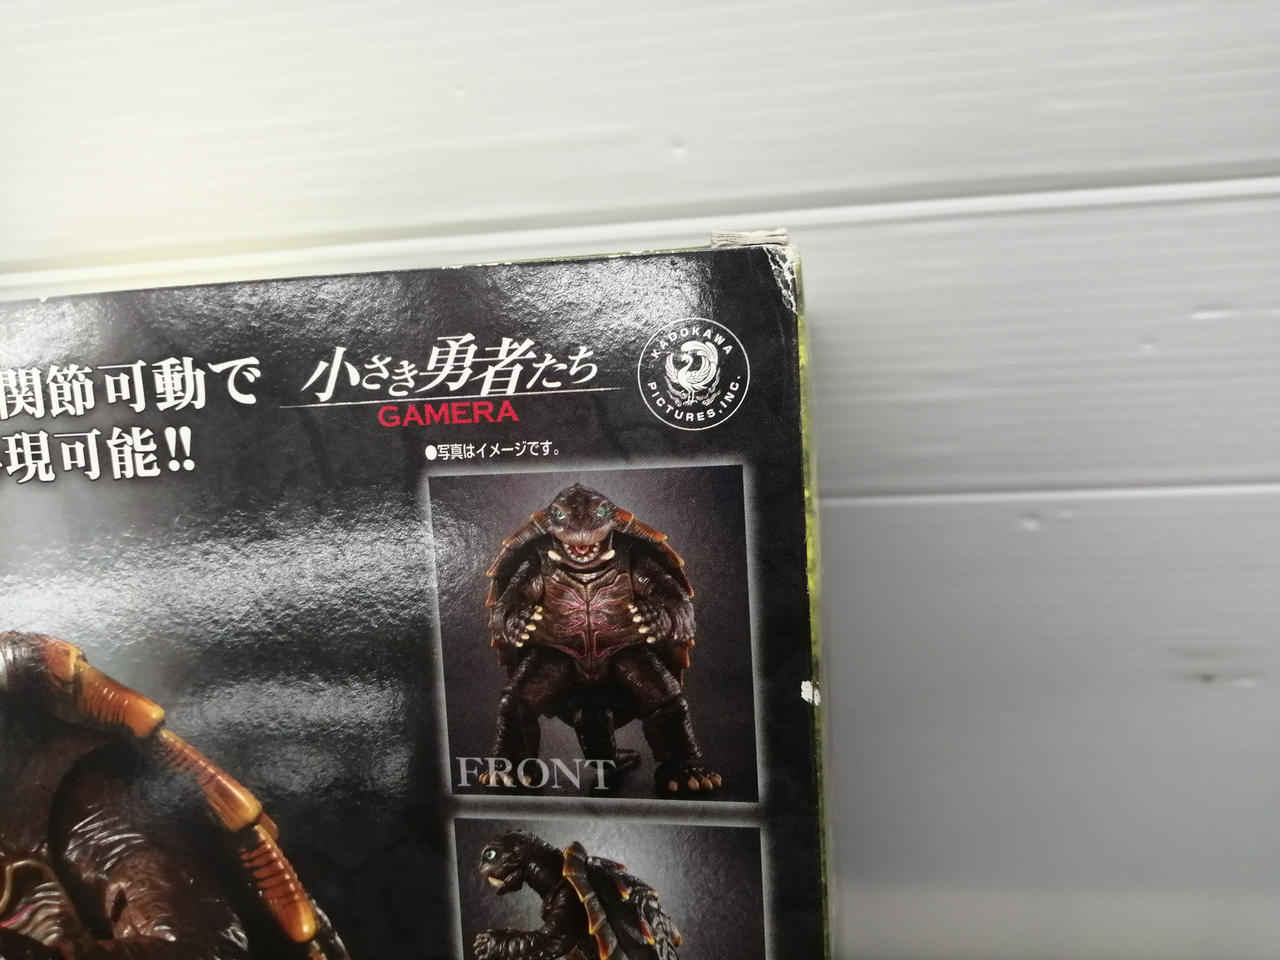 関節可動で
現可能!!
小さき勇者たち
GAMERA
KADOKAWA PICTURES, INC.
●写真はイメージです。
FRONT